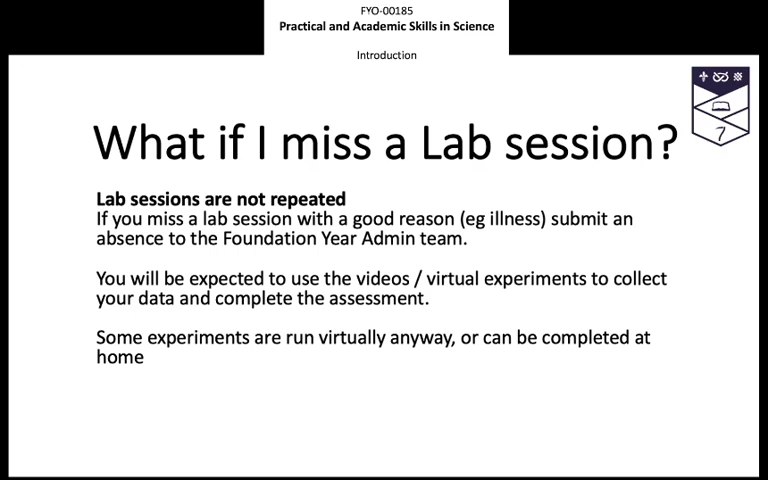 FYO-00185
Practical and Academic Skills in Science
Introduction
What if I miss a Lab session?
Lab sessions are not repeated
If you miss a lab session with a good reason (eg illness) submit an
absence to the Foundation Year Admin team.
You will be expected to use the videos / virtual experiments to collect
your data and complete the assessment.
Some experiments are run virtually anyway, or can be completed at
home